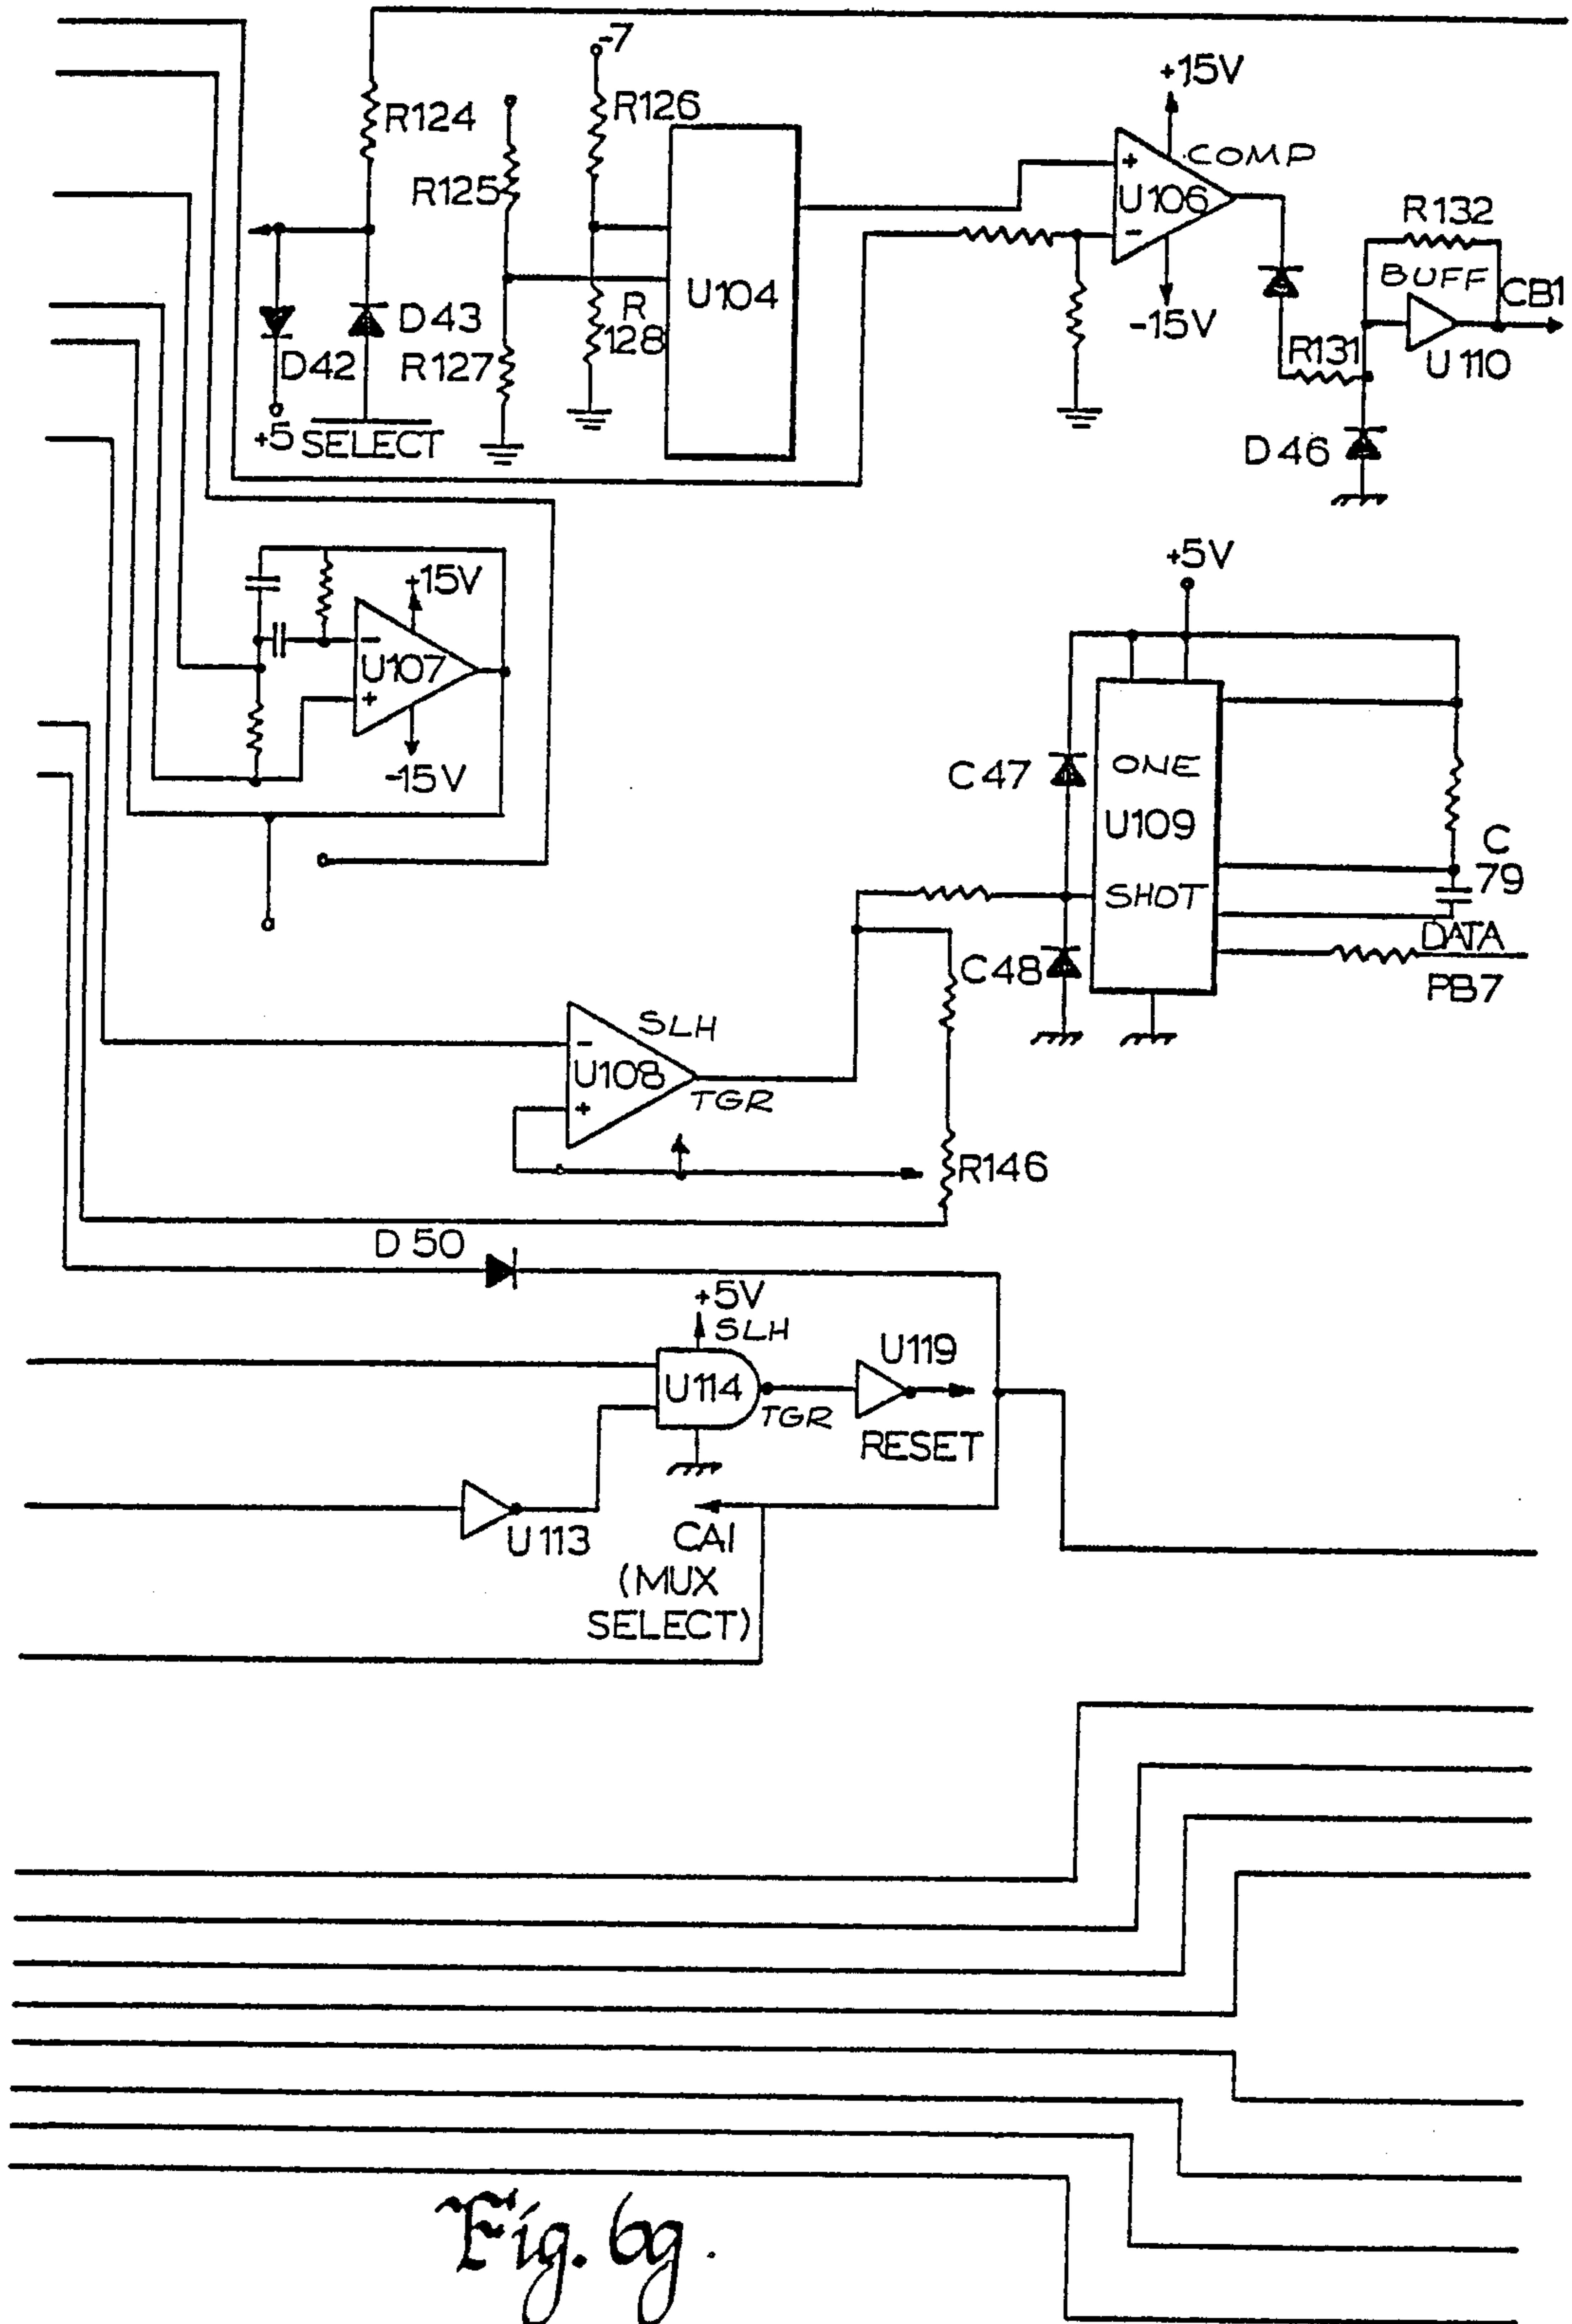 -7
R124
R126
+15V
COMP
R125
U106
+
-
R132
U104
BUFF
CB1
R
128
D43
-15V
D42
R127
R131
U110
+5
SELECT
D46
+5V
+15V
-
U107
+
-15V
C47
ONE
U109
SHOT
C
79
DATA
C48
PB7
SLH
-
U108
+
TGR
R146
D50
+5V
SLH
U119
U114
TGR
RESET
U113
CA1
(MUX
SELECT)
Fig. 6g.